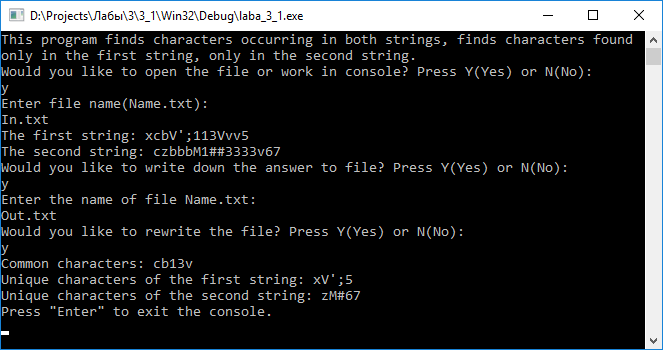 D:\Projects\Лабы\3\3_1\Win32\Debug\laba_3_1.exe
This program finds characters occurring in both strings, finds characters found
only in the first string, only in the second string.
Would you like to open the file or work in console? Press Y(Yes) or N(No):
y
Enter file name(Name.txt):
In.txt
The first string: xcbV';113Vvv5
The second string: czbbbM1##3333v67
Would you like to write down the answer to file? Press Y(Yes) or N(No):
y
Enter the name of file Name.txt:
Out.txt
Would you like to rewrite the file? Press Y(Yes) or N(No):
y
Common characters: cb13v
Unique characters of the first string: xV';5
Unique characters of the second string: zM#67
Press "Enter" to exit the console.